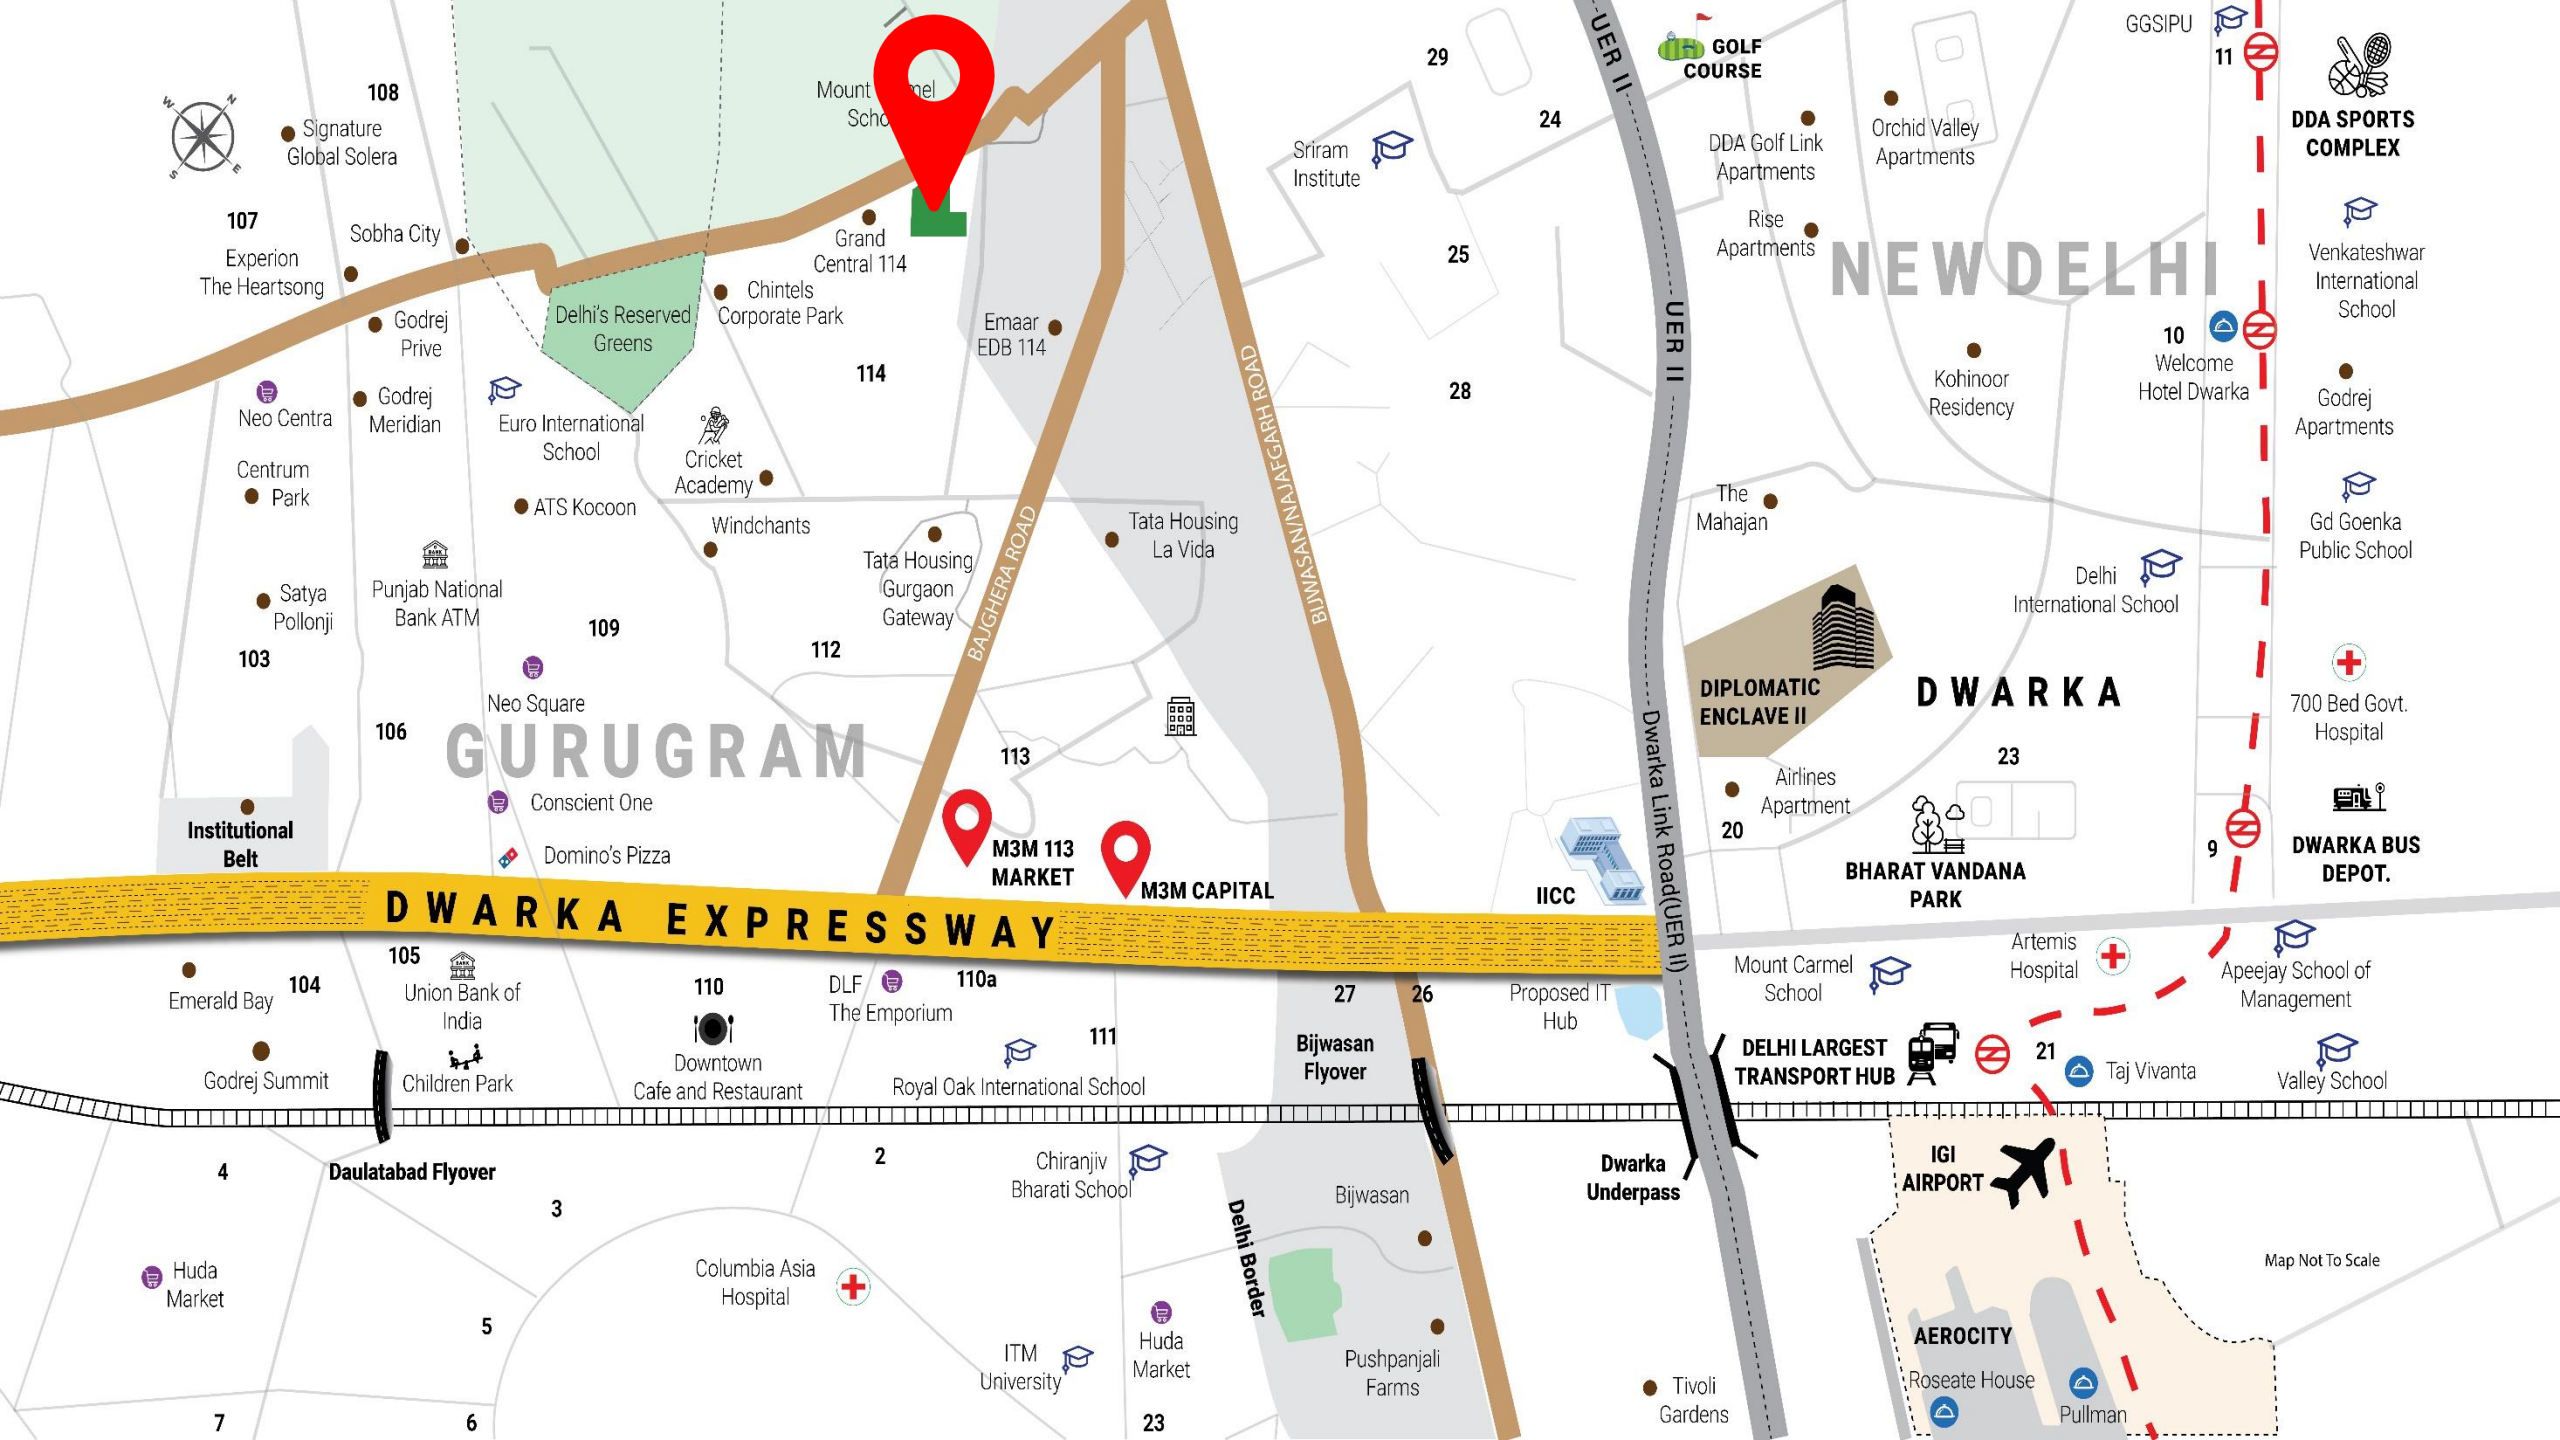 108
Signature
Global Solera
107
Experion
The Heartsong
Sobha City
Godrej
Prive
Neo Centra
Godrej
Meridian
Centrum
Park
Satya
Pollonji
103
Punjab National
Bank ATM
106
Institutional
Belt
N
W
E
S
Mount
Delhi's Reserved
Greens
Euro International
School
ATS Kocoon
109
Neo Square
GURUGRAM
Conscient One
Domino's Pizza
Grand
Central 114
Chintels
Corporate Park
114
Emaar
EDB 114
Cricket
Academy
Windchants
Tata Housing
Gurgaon
Gateway
112
BAJGHERA ROAD
Tata Housing
La Vida
BIJWASAN/NAJAFGARH ROAD
113
M3M 113
MARKET
M3M CAPITAL
DWARKA EXPRESSWAY
29
24
Sriram
Institute
25
28
UER II
UER II
Dwarka Link Road(UER II)
IICC
GOLF
COURSE
DDA Golf Link
Apartments
Orchid Valley
Apartments
Rise
Apartments
NEW DELHI
GGSIPU
11
DDA SPORTS
COMPLEX
Venkateshwar
International
School
10
Welcome
Hotel Dwarka
Kohinoor
Residency
Godrej
Apartments
The
Mahajan
Gd Goenka
Public School
Delhi
International School
DIPLOMATIC
ENCLAVE II
DWARKA
23
700 Bed Govt.
Hospital
Airlines
Apartment
20
BHARAT VANDANA
PARK
9
DWARKA BUS
DEPOT.
Emerald Bay
104
105
BANK
Union Bank of
India
BANK
Godrej Summit
Children Park
110
Downtown
Cafe and Restaurant
DLF
The Emporium
110a
111
Royal Oak International School
27
26
Bijwasan
Flyover
Proposed IT
Hub
Mount Carmel
School
Artemis
Hospital
Apeejay School of
Management
DELHI LARGEST
TRANSPORT HUB
21
Taj Vivanta
Valley School
4
Daulatabad Flyover
3
2
Chiranjiv
Bharati School
Delhi Border
Bijwasan
Dwarka
Underpass
IGI
AIRPORT
Map Not To Scale
Huda
Market
5
Columbia Asia
Hospital
ITM
University
Huda
Market
Pushpanjali
Farms
Tivoli
Gardens
AEROCITY
Roseate House
Pullman
7
6
23